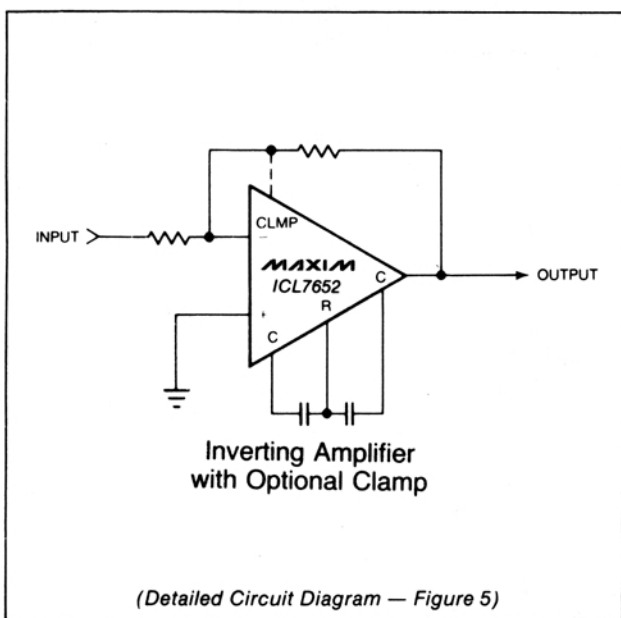 CLMP
INPUT
−
MAXIM
ICL7652
C
OUTPUT
R
+
C
Inverting Amplifier
with Optional Clamp
(Detailed Circuit Diagram — Figure 5)